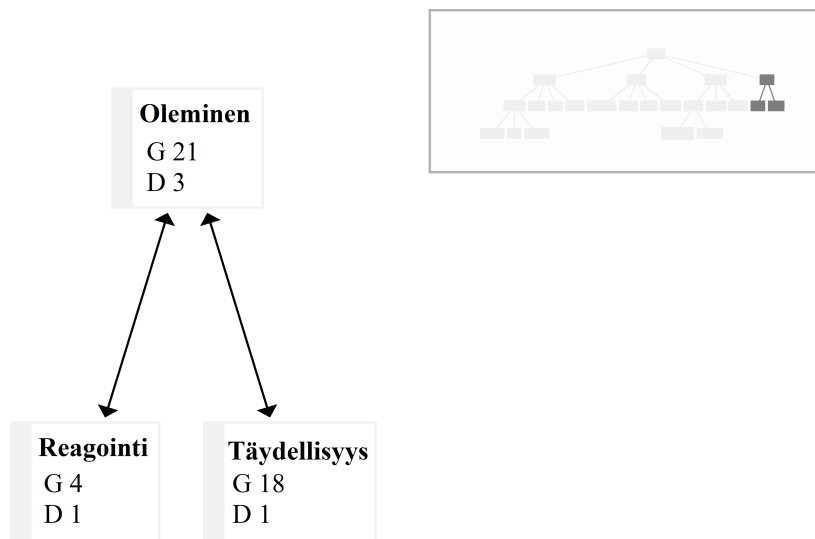 Oleminen
G 21
D 3
Reagointi
G 4
D 1
Täydellisyys
G 18
D 1